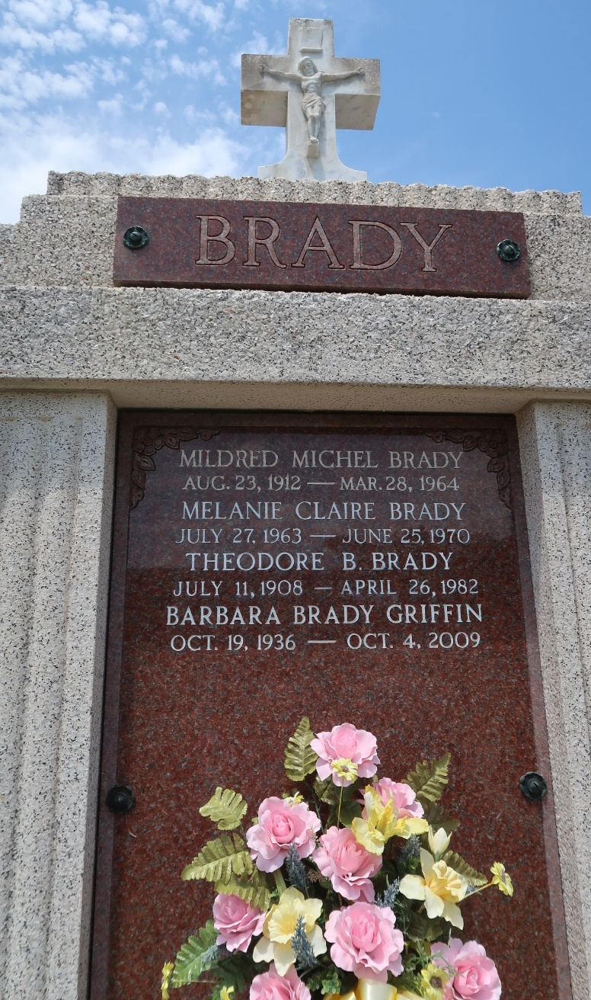 BRADY
MILDRED MICHEL BRADY
AUG. 23, 1912 — MAR. 28, 1964
MELANIE CLAIRE BRADY
JULY 27, 1963 — JUNE 25, 1970
THEODORE B. BRADY
JULY 11, 1908 — APRIL 26, 1982
BARBARA BRADY GRIFFIN
OCT. 19, 1936 — OCT. 4, 2009